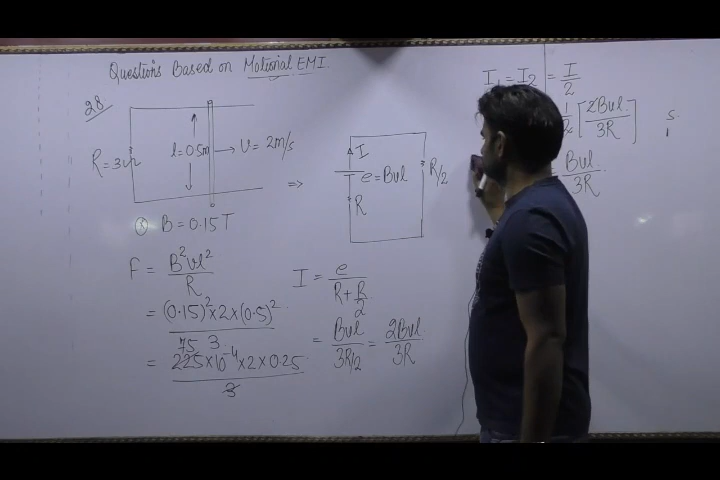 Questions Based on Motional EMI.
28
R = 3Ω
l = 0.5m
v = 2m/s
⊗ B = 0.15T
F = B²vl²/R
= (0.15)²×2×(0.5)²/3
= 225×10⁻⁴×2×0.25/3
75
⇒
I
e = Bvl
R
R/2
I = e/(R+R/2)
= Bvl/(3R/2) = 2Bvl/3R
I₁ = I₂ = I/2
[2Bvl/3R]
= Bvl/3R